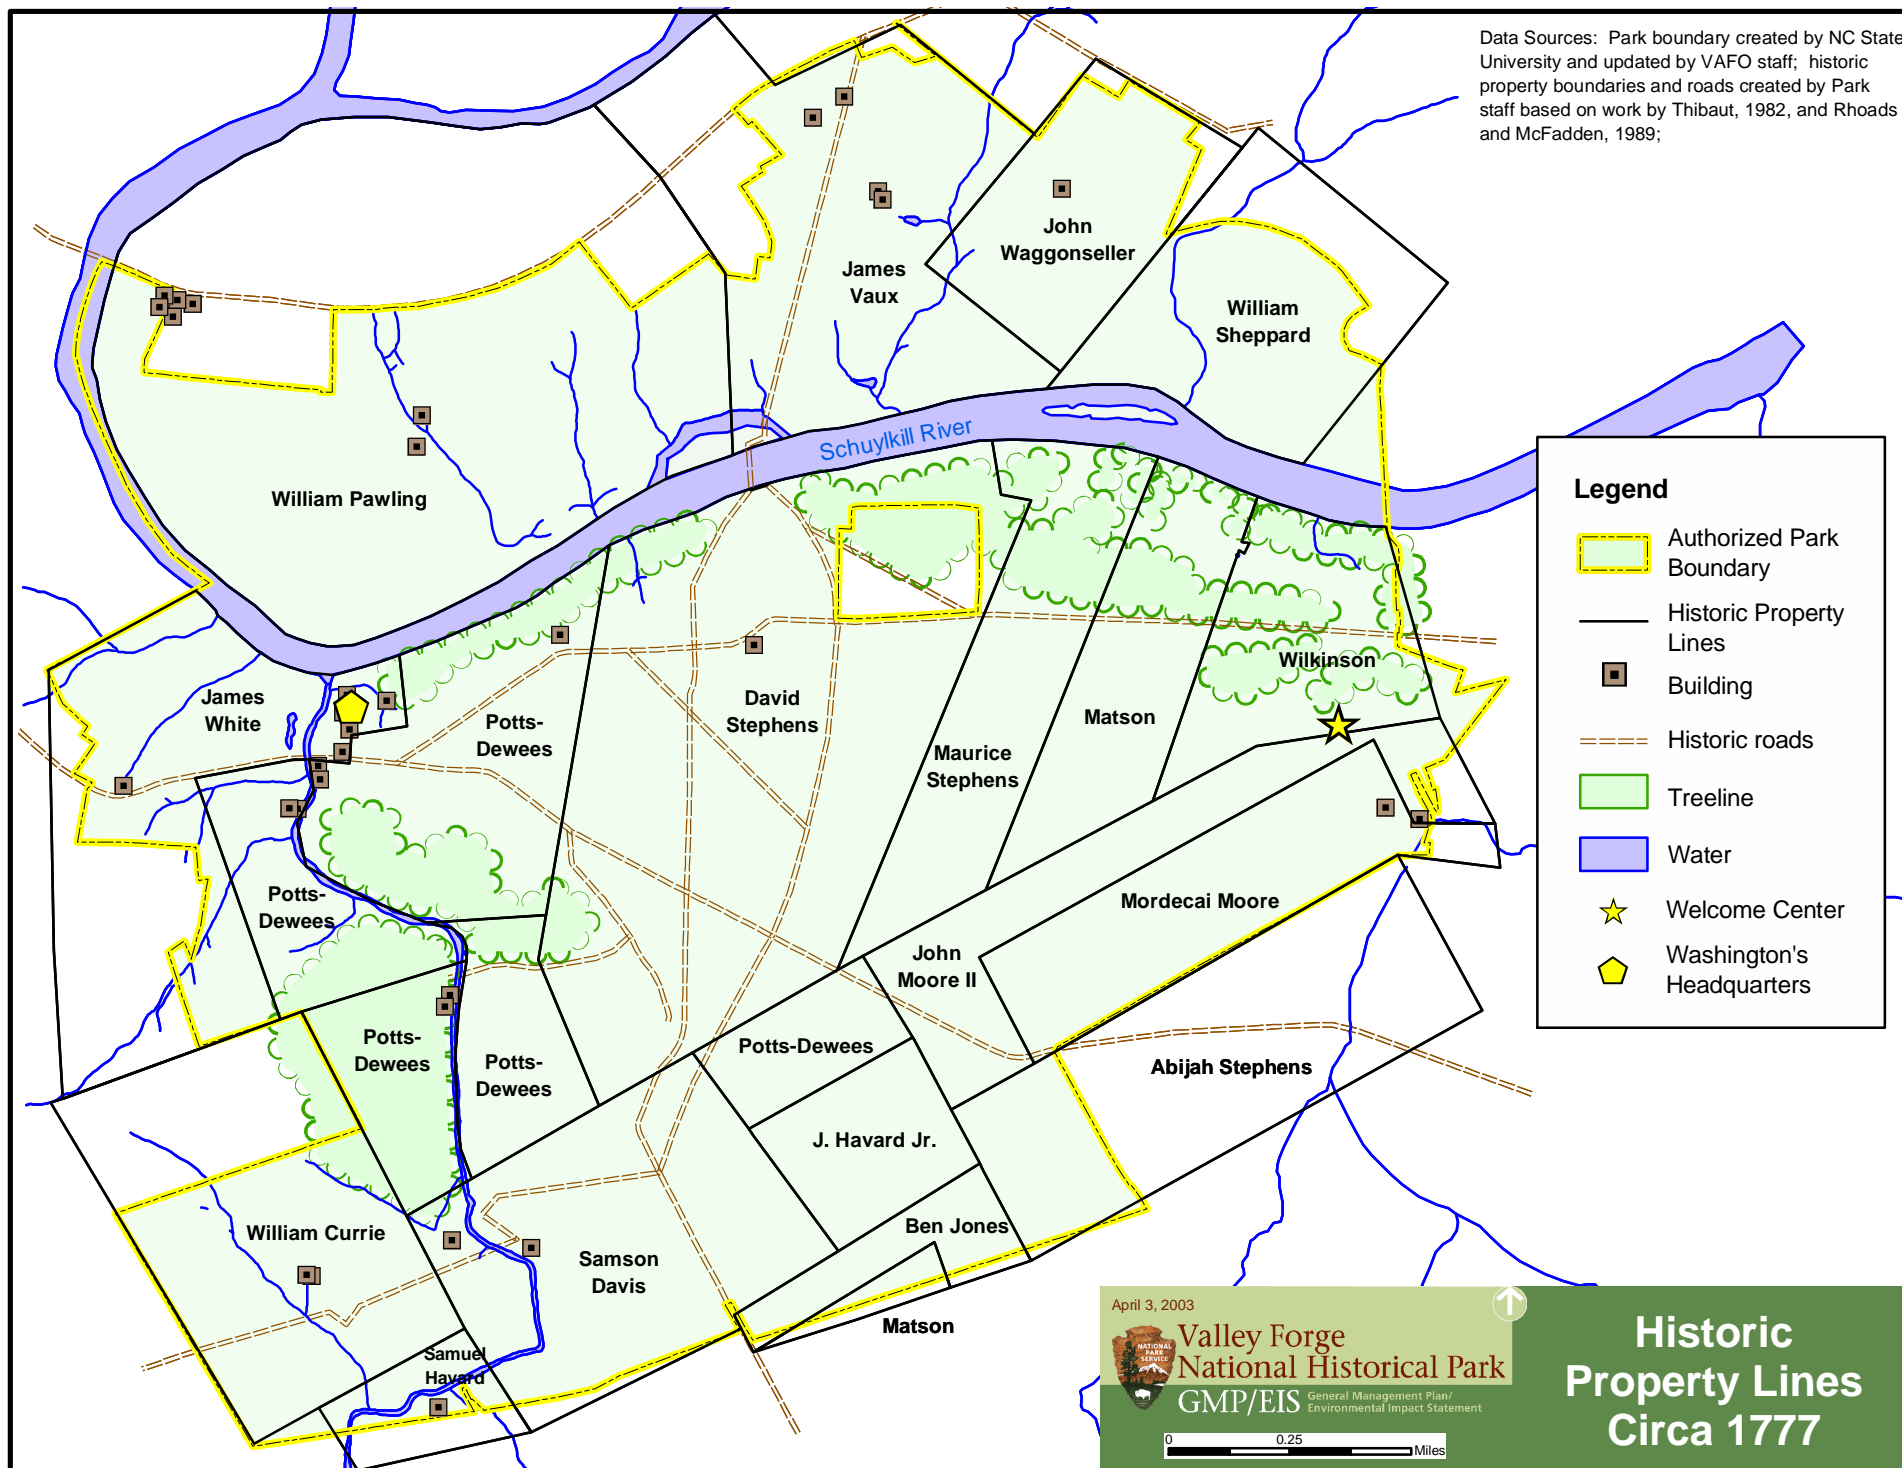 Data Sources: Park boundary created by NC State
University and updated by VAFO staff; historic
property boundaries and roads created by Park
staff based on work by Thibaut, 1982, and Rhoads
and McFadden, 1989;
John
Waggonseller
James
Vaux
William
Sheppard
Schuylkill River
William Pawling
Legend
Authorized Park
Boundary
Historic Property
Lines
Building
Historic roads
Treeline
Water
Welcome Center
Washington's
Headquarters
Wilkinson
James
White
Potts-
Dewees
David
Stephens
Matson
Maurice
Stephens
Potts-
Dewees
Mordecai Moore
John
Moore II
Potts-
Dewees
Potts-
Dewees
Potts-Dewees
Abijah Stephens
J. Havard Jr.
William Currie
Ben Jones
Samson
Davis
Matson
Samuel
Havard
April 3, 2003
NATIONAL
PARK
SERVICE
Valley Forge
National Historical Park
GMP/EIS
General Management Plan/
Environmental Impact Statement
0 0.25
Miles
Historic
Property Lines
Circa 1777